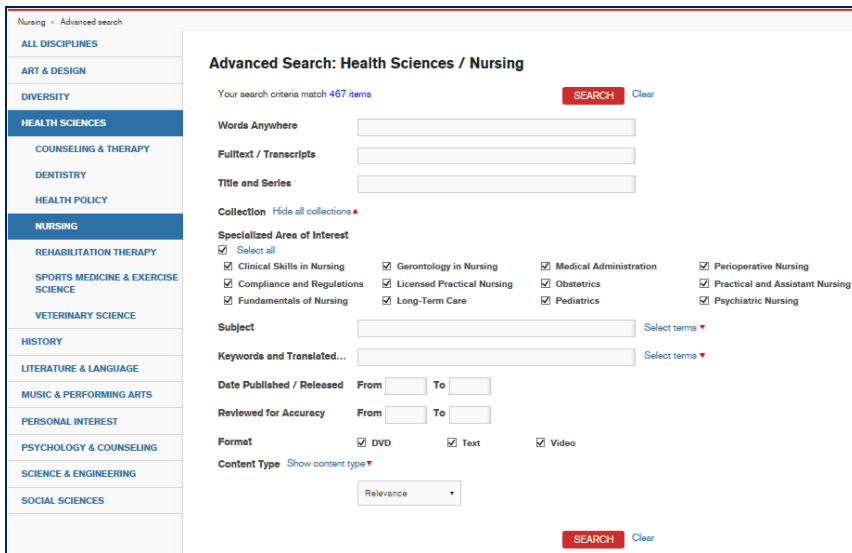 Nursing › Advanced search
ALL DISCIPLINES
ART & DESIGN
DIVERSITY
HEALTH SCIENCES
COUNSELING & THERAPY
DENTISTRY
HEALTH POLICY
NURSING
REHABILITATION THERAPY
SPORTS MEDICINE & EXERCISE
SCIENCE
VETERINARY SCIENCE
HISTORY
LITERATURE & LANGUAGE
MUSIC & PERFORMING ARTS
PERSONAL INTEREST
PSYCHOLOGY & COUNSELING
SCIENCE & ENGINEERING
SOCIAL SCIENCES
Advanced Search: Health Sciences / Nursing
Your search criteria match 467 items SEARCH Clear
Words Anywhere
Fulltext / Transcripts
Title and Series
Collection Hide all collections
Specialized Area of Interest
Select all
Clinical Skills in Nursing Gerontology in Nursing Medical Administration Perioperative Nursing
Compliance and Regulations Licensed Practical Nursing Obstetrics Practical and Assistant Nursing
Fundamentals of Nursing Long-Term Care Pediatrics Psychiatric Nursing
Subject Select terms
Keywords and Translated... Select terms
Date Published / Released From To
Reviewed for Accuracy From To
Format DVD Text Video
Content Type Show content type
Relevance
SEARCH Clear